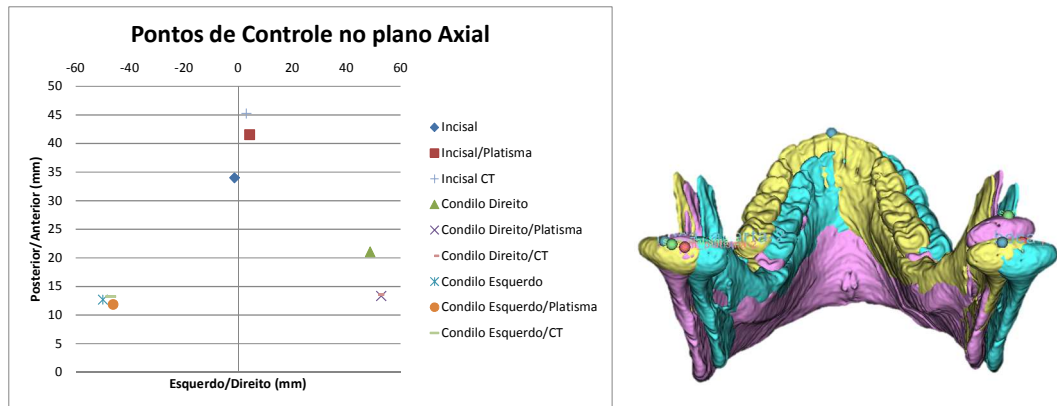 Pontos de Controle no plano Axial
-60 -40 -20 0 20 40 60
50
45
40
35
30
25
20
15
10
5
0
Posterior/Anterior (mm)
Esquerdo/Direito (mm)
Incisal
Incisal/Platisma
Incisal CT
Condilo Direito
Condilo Direito/Platisma
Condilo Direito/CT
Condilo Esquerdo
Condilo Esquerdo/Platisma
Condilo Esquerdo/CT